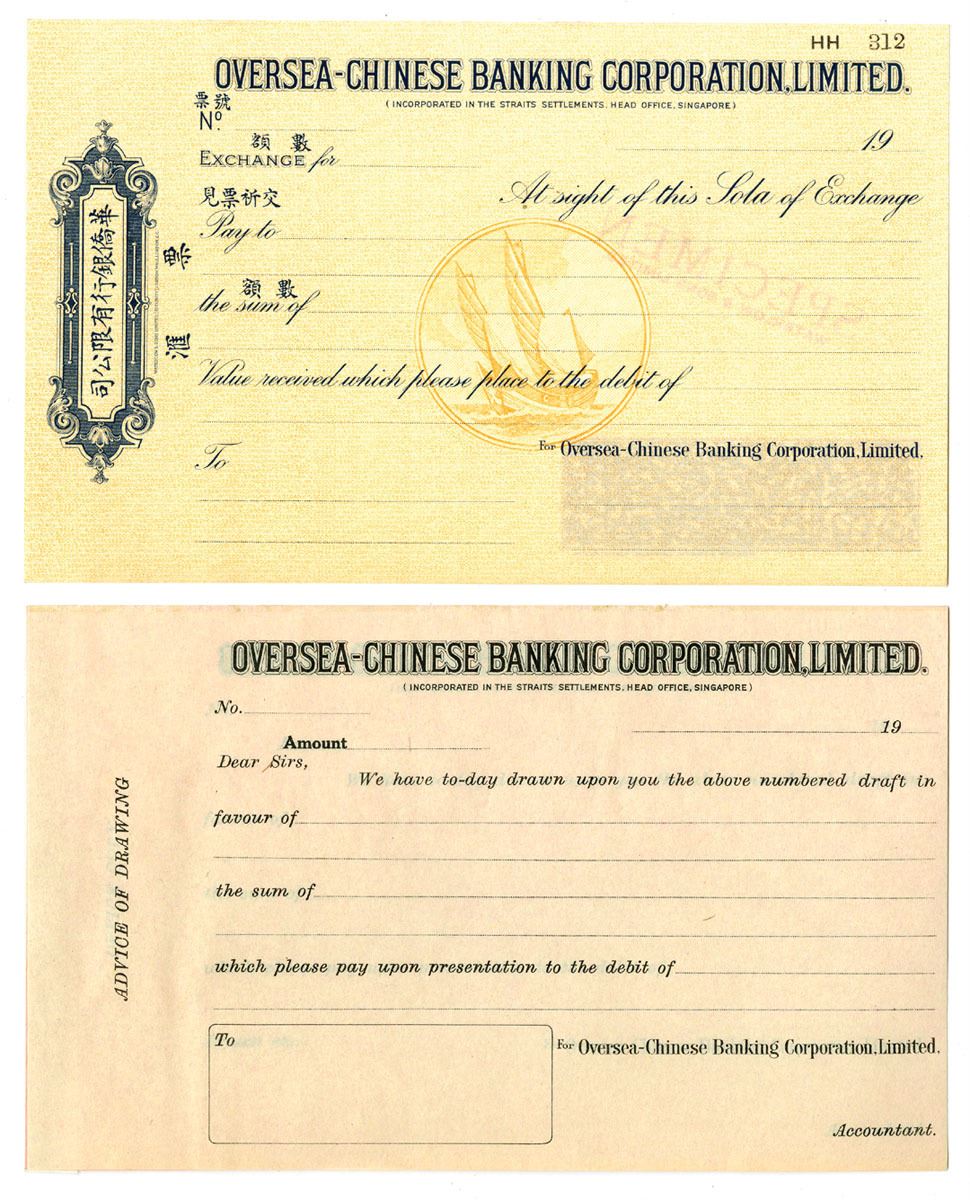 HH 312
OVERSEA-CHINESE BANKING CORPORATION, LIMITED.
( INCORPORATED IN THE STRAITS SETTLEMENTS. HEAD OFFICE, SINGAPORE )
票號
Nº.
19
額 數
EXCHANGE for
見票祈交
At sight of this Sola of Exchange
Pay to
額 數
the sum of
Value received which please place to the debit of
To
For Oversea-Chinese Banking Corporation, Limited.
華僑銀行有限公司
匯票
SPECIMEN
OVERSEA-CHINESE BANKING CORPORATION, LIMITED.
( INCORPORATED IN THE STRAITS SETTLEMENTS. HEAD OFFICE, SINGAPORE )
No.
19
Amount
Dear Sirs,
We have to-day drawn upon you the above numbered draft in
favour of
the sum of
which please pay upon presentation to the debit of
To
For Oversea-Chinese Banking Corporation, Limited.
Accountant.
ADVICE OF DRAWING